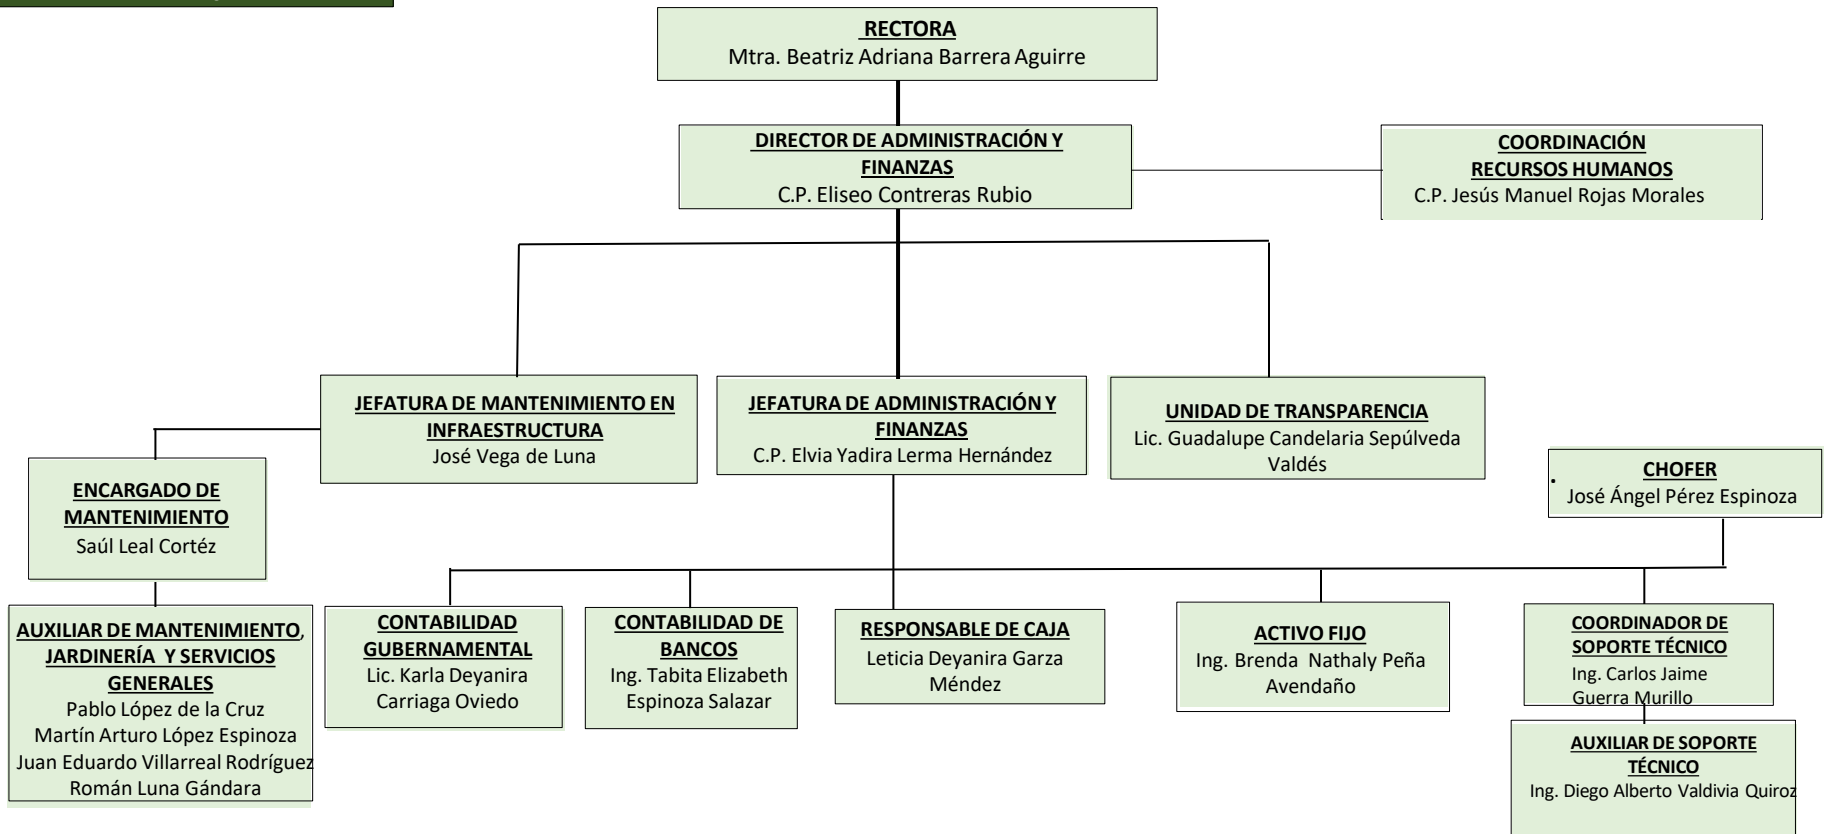 RECTORA
Mtra. Beatriz Adriana Barrera Aguirre
DIRECTOR DE ADMINISTRACIÓN Y
FINANZAS
C.P. Eliseo Contreras Rubio
COORDINACIÓN
RECURSOS HUMANOS
C.P. Jesús Manuel Rojas Morales
JEFATURA DE MANTENIMIENTO EN
INFRAESTRUCTURA
José Vega de Luna
JEFATURA DE ADMINISTRACIÓN Y
FINANZAS
C.P. Elvia Yadira Lerma Hernández
UNIDAD DE TRANSPARENCIA
Lic. Guadalupe Candelaria Sepúlveda
Valdés
CHOFER
José Ángel Pérez Espinoza
ENCARGADO DE
MANTENIMIENTO
Saúl Leal Cortéz
AUXILIAR DE MANTENIMIENTO,
JARDINERÍA Y SERVICIOS
GENERALES
Pablo López de la Cruz
Martín Arturo López Espinoza
Juan Eduardo Villarreal Rodríguez
Román Luna Gándara
CONTABILIDAD
GUBERNAMENTAL
Lic. Karla Deyanira
Carriaga Oviedo
CONTABILIDAD DE
BANCOS
Ing. Tabita Elizabeth
Espinoza Salazar
RESPONSABLE DE CAJA
Leticia Deyanira Garza
Méndez
ACTIVO FIJO
Ing. Brenda Nathaly Peña
Avendaño
COORDINADOR DE
SOPORTE TÉCNICO
Ing. Carlos Jaime
Guerra Murillo
AUXILIAR DE SOPORTE
TÉCNICO
Ing. Diego Alberto Valdivia Quiroz